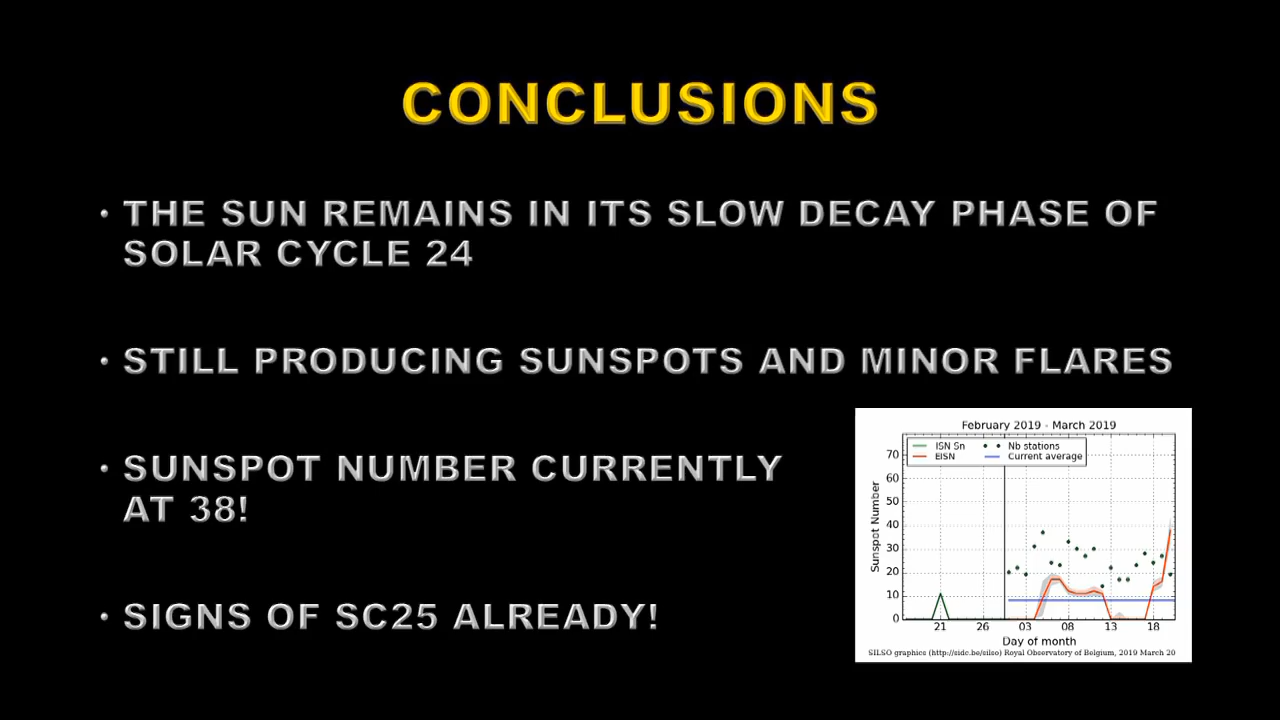 CONCLUSIONS
• THE SUN REMAINS IN ITS SLOW DECAY PHASE OF
SOLAR CYCLE 24
• STILL PRODUCING SUNSPOTS AND MINOR FLARES
• SUNSPOT NUMBER CURRENTLY
AT 38!
• SIGNS OF SC25 ALREADY!
February 2019 - March 2019
ISN Sn
Nb stations
EISN
Current average
Sunspot Number
70
60
50
40
30
20
10
0
21 26 03 08 13 18
Day of month
SILSO graphics (http://sidc.be/silso) Royal Observatory of Belgium, 2019 March 20